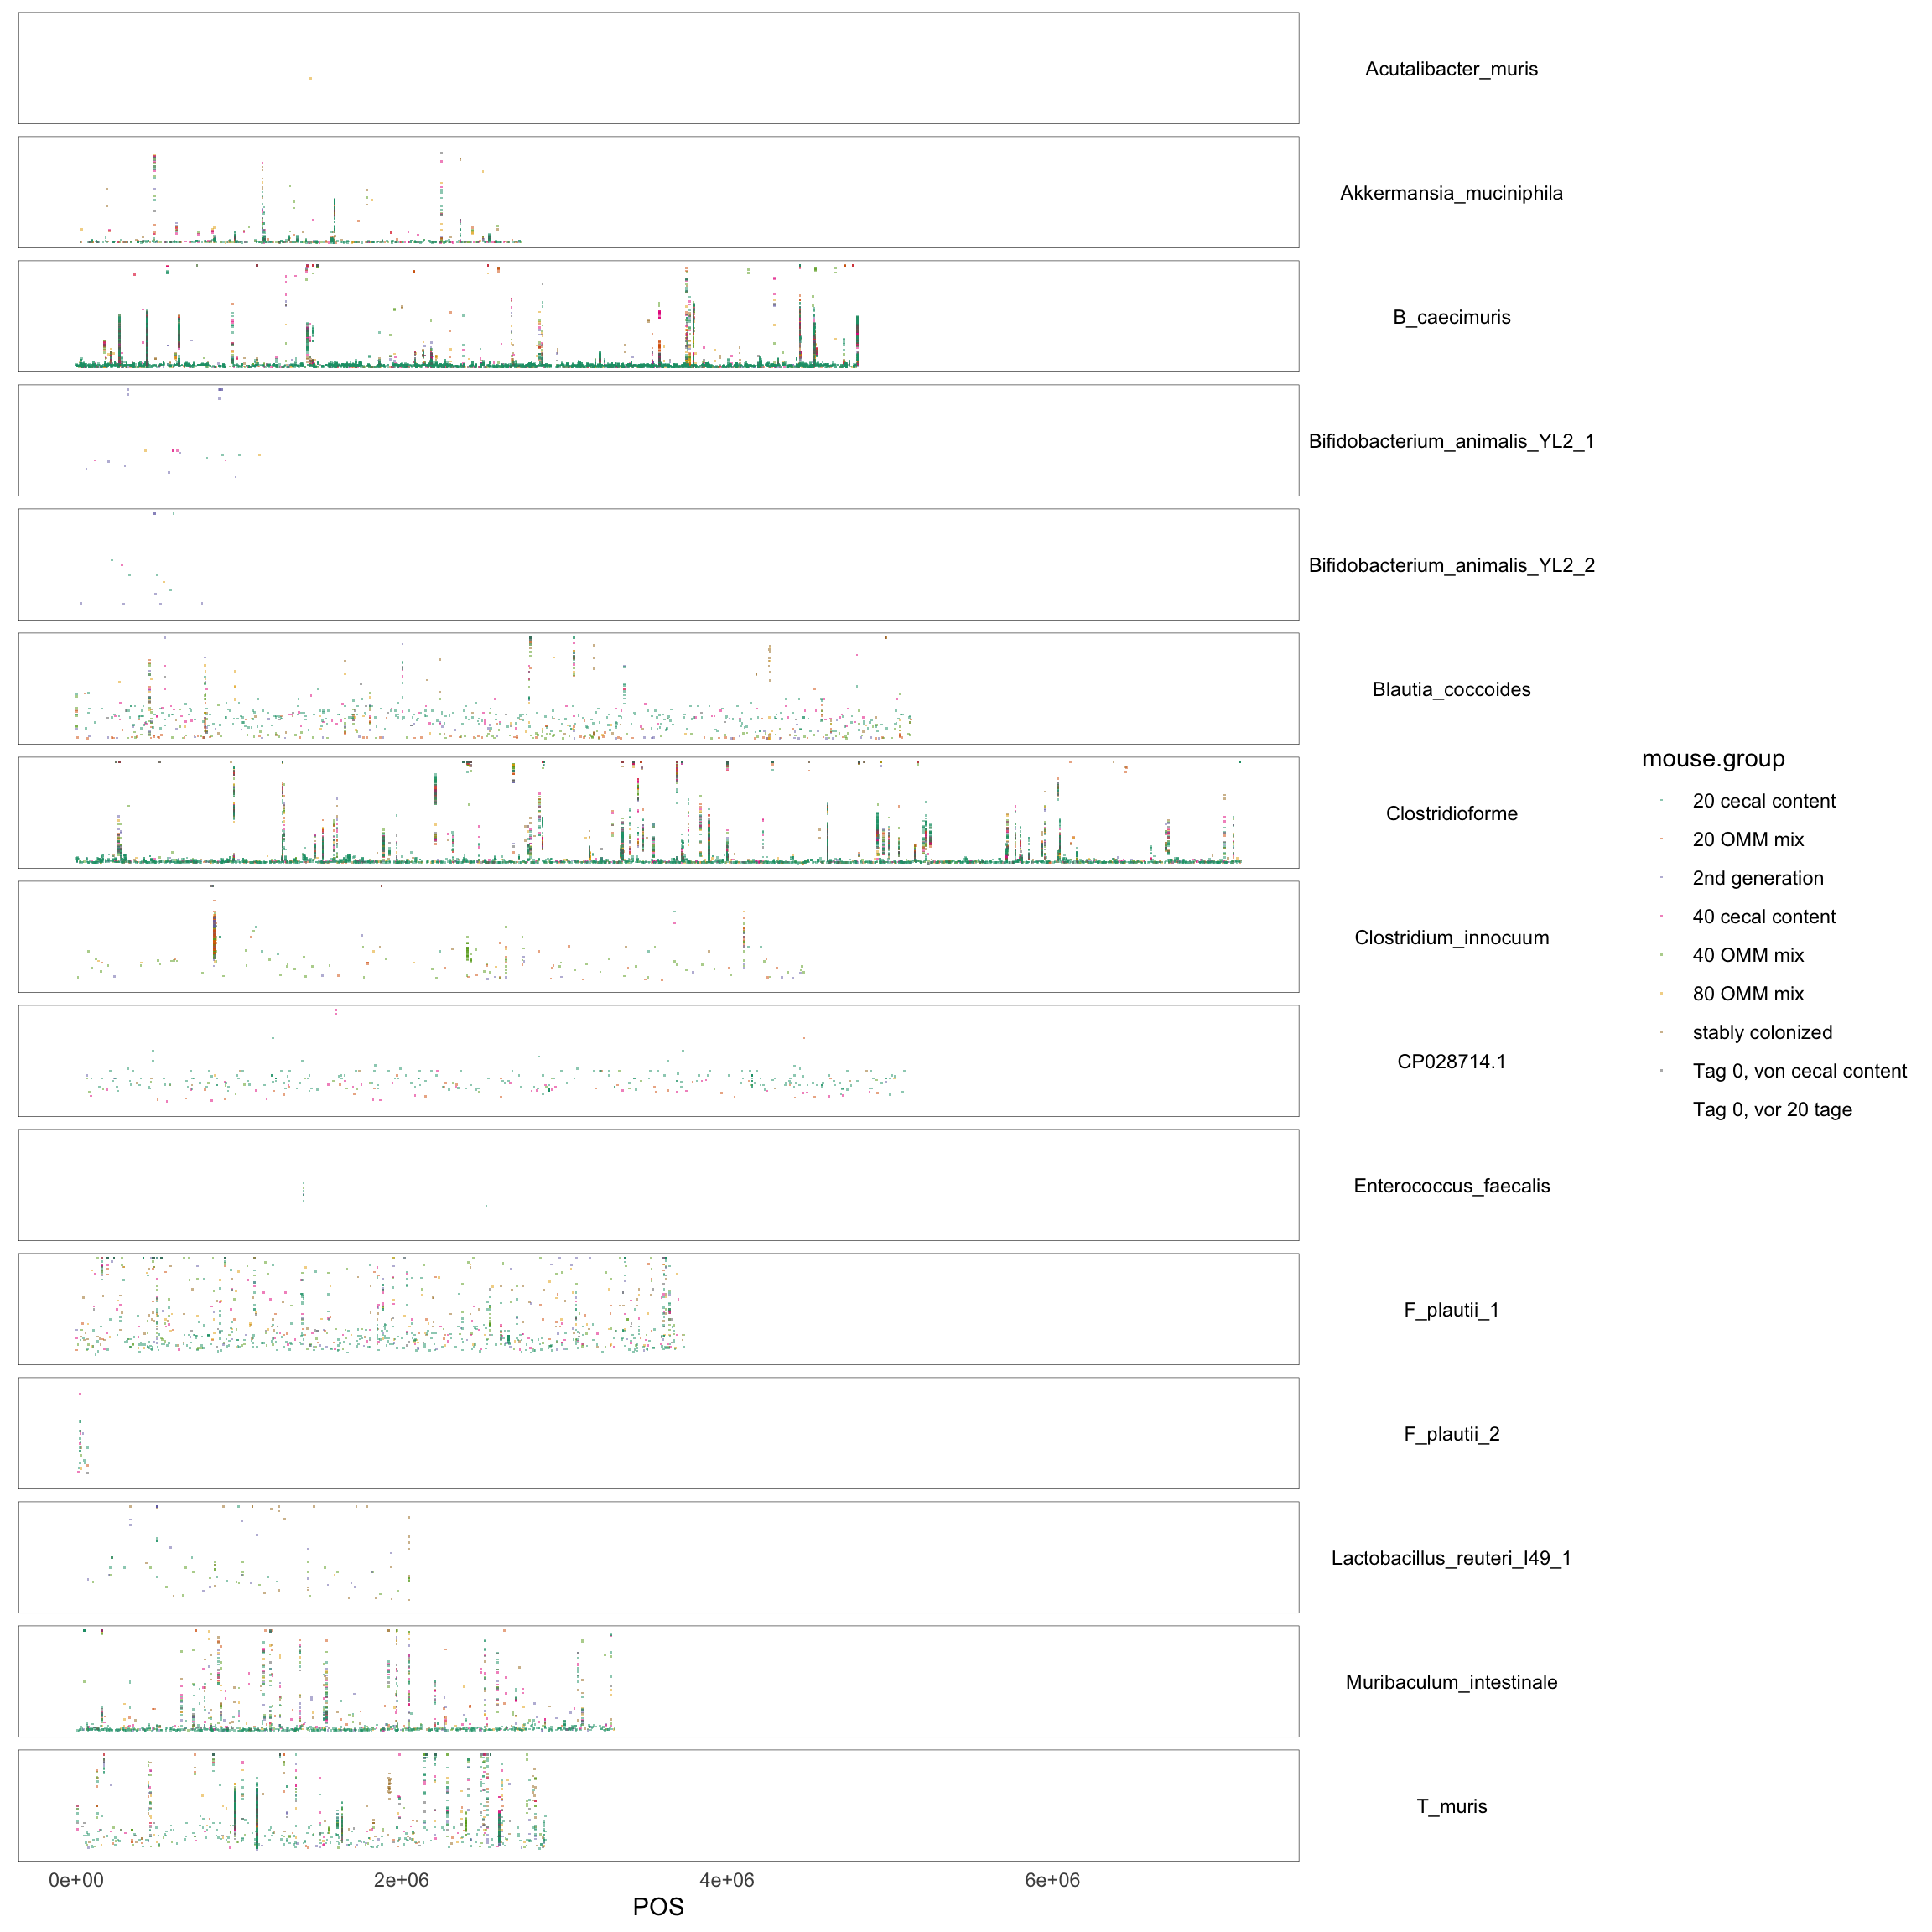 Acutalibacter_muris
Akkermansia_muciniphila
B_caecimuris
Bifidobacterium_animalis_YL2_1
Bifidobacterium_animalis_YL2_2
Blautia_coccoides
Clostridioforme
Clostridium_innocuum
CP028714.1
Enterococcus_faecalis
F_plautii_1
F_plautii_2
Lactobacillus_reuteri_I49_1
Muribaculum_intestinale
T_muris
mouse.group
20 cecal content
20 OMM mix
2nd generation
40 cecal content
40 OMM mix
80 OMM mix
stably colonized
Tag 0, von cecal content
Tag 0, vor 20 tage
0e+00 2e+06 4e+06 6e+06
POS